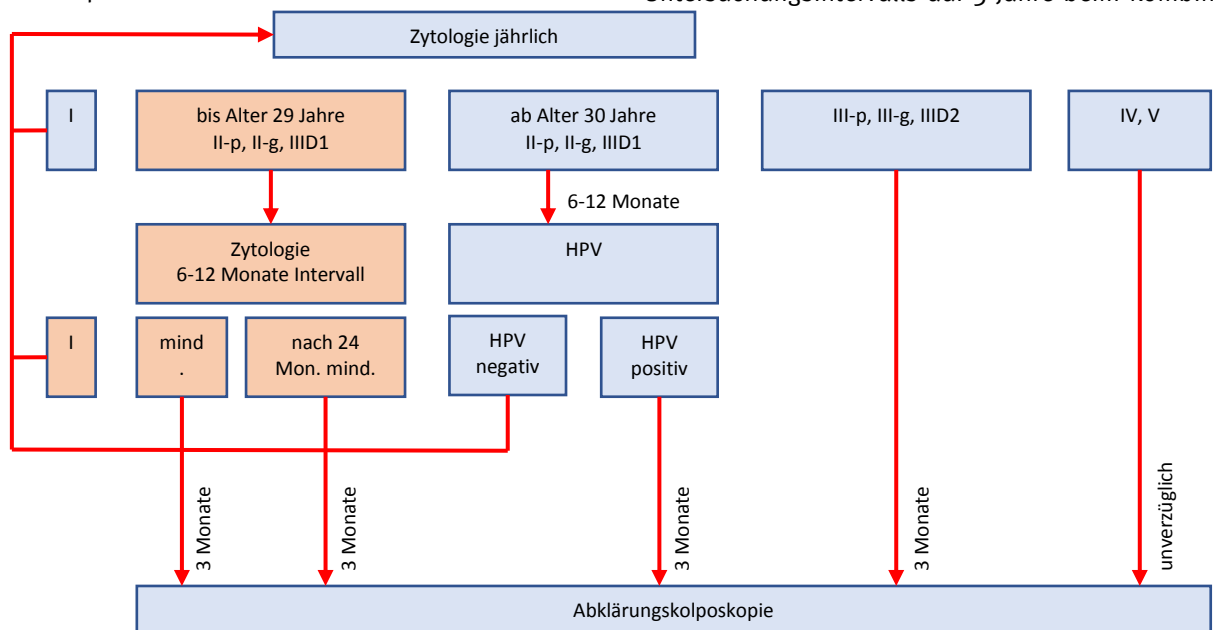 Untersuchungsintervalls auf 3 Jahre beim Kombin
Zytologie jährlich
I
bis Alter 29 Jahre
II-p, II-g, IIID1
ab Alter 30 Jahre
II-p, II-g, IIID1
III-p, III-g, IIID2
IV, V
6-12 Monate
Zytologie
6-12 Monate Intervall
HPV
I
mind
.
nach 24
Mon. mind.
HPV
negativ
HPV
positiv
3 Monate
3 Monate
3 Monate
3 Monate
unverzüglich
Abklärungskolposkopie